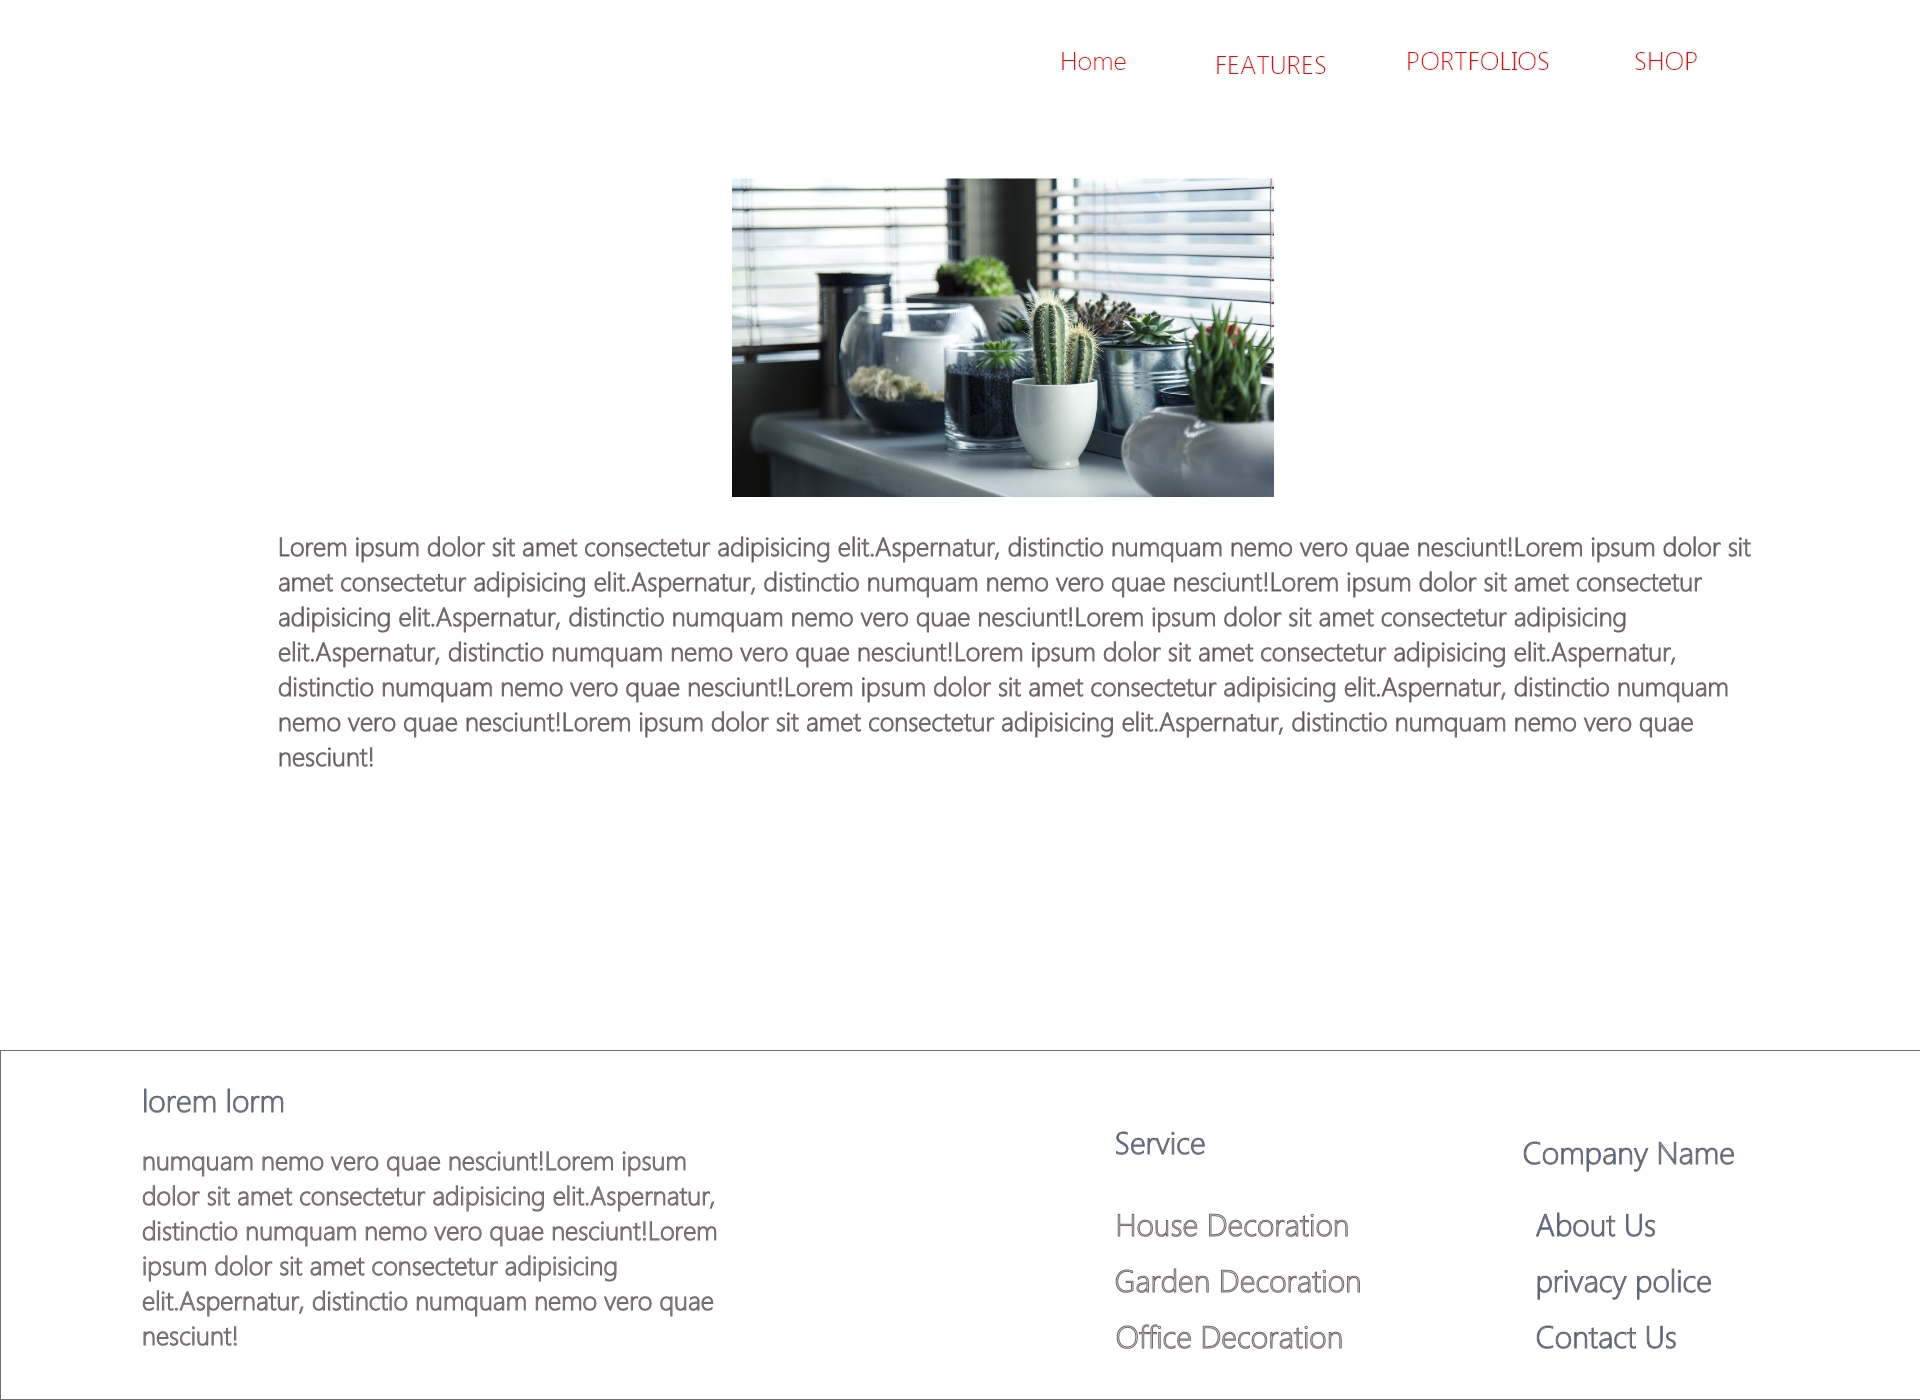 Home
FEATURES
PORTFOLIOS
SHOP
Lorem ipsum dolor sit amet consectetur adipisicing elit.Aspernatur, distinctio numquam nemo vero quae nesciunt!Lorem ipsum dolor sit
amet consectetur adipisicing elit.Aspernatur, distinctio numquam nemo vero quae nesciunt!Lorem ipsum dolor sit amet consectetur
adipisicing elit.Aspernatur, distinctio numquam nemo vero quae nesciunt!Lorem ipsum dolor sit amet consectetur adipisicing
elit.Aspernatur, distinctio numquam nemo vero quae nesciunt!Lorem ipsum dolor sit amet consectetur adipisicing elit.Aspernatur,
distinctio numquam nemo vero quae nesciunt!Lorem ipsum dolor sit amet consectetur adipisicing elit.Aspernatur, distinctio numquam
nemo vero quae nesciunt!Lorem ipsum dolor sit amet consectetur adipisicing elit.Aspernatur, distinctio numquam nemo vero quae
nesciunt!
lorem lorm
numquam nemo vero quae nesciunt!Lorem ipsum
dolor sit amet consectetur adipisicing elit.Aspernatur,
distinctio numquam nemo vero quae nesciunt!Lorem
ipsum dolor sit amet consectetur adipisicing
elit.Aspernatur, distinctio numquam nemo vero quae
nesciunt!
Service
House Decoration
Garden Decoration
Office Decoration
Company Name
About Us
privacy police
Contact Us